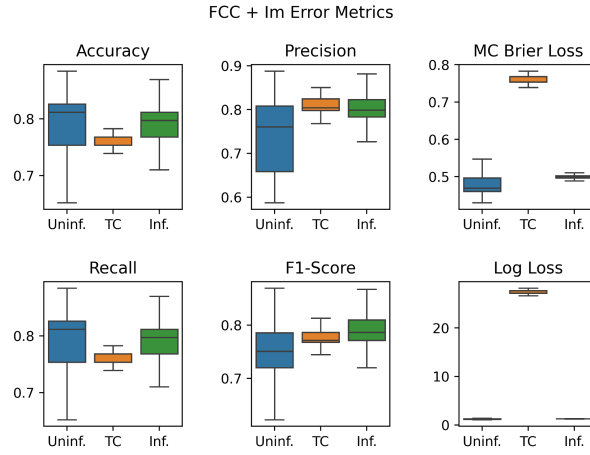 FCC + Im Error Metrics
Accuracy
Precision
MC Brier Loss
0.8
0.7
0.9
0.8
0.7
0.6
0.8
0.7
0.6
0.5
Uninf. TC Inf.
Uninf. TC Inf.
Uninf. TC Inf.
Recall
F1-Score
Log Loss
0.8
0.7
0.8
0.7
20
10
0
Uninf. TC Inf.
Uninf. TC Inf.
Uninf. TC Inf.